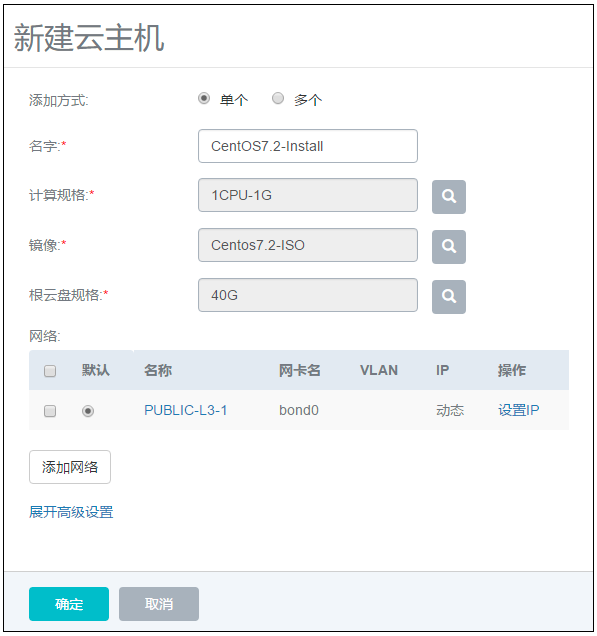 新建云主机
添加方式: 单个 多个
名字:* CentOS7.2-Install
计算规格:* 1CPU-1G
镜像:* Centos7.2-ISO
根云盘规格:* 40G
网络:
默认 名称 网卡名 VLAN IP 操作
PUBLIC-L3-1 bond0 动态 设置IP
添加网络
展开高级设置
确定 取消